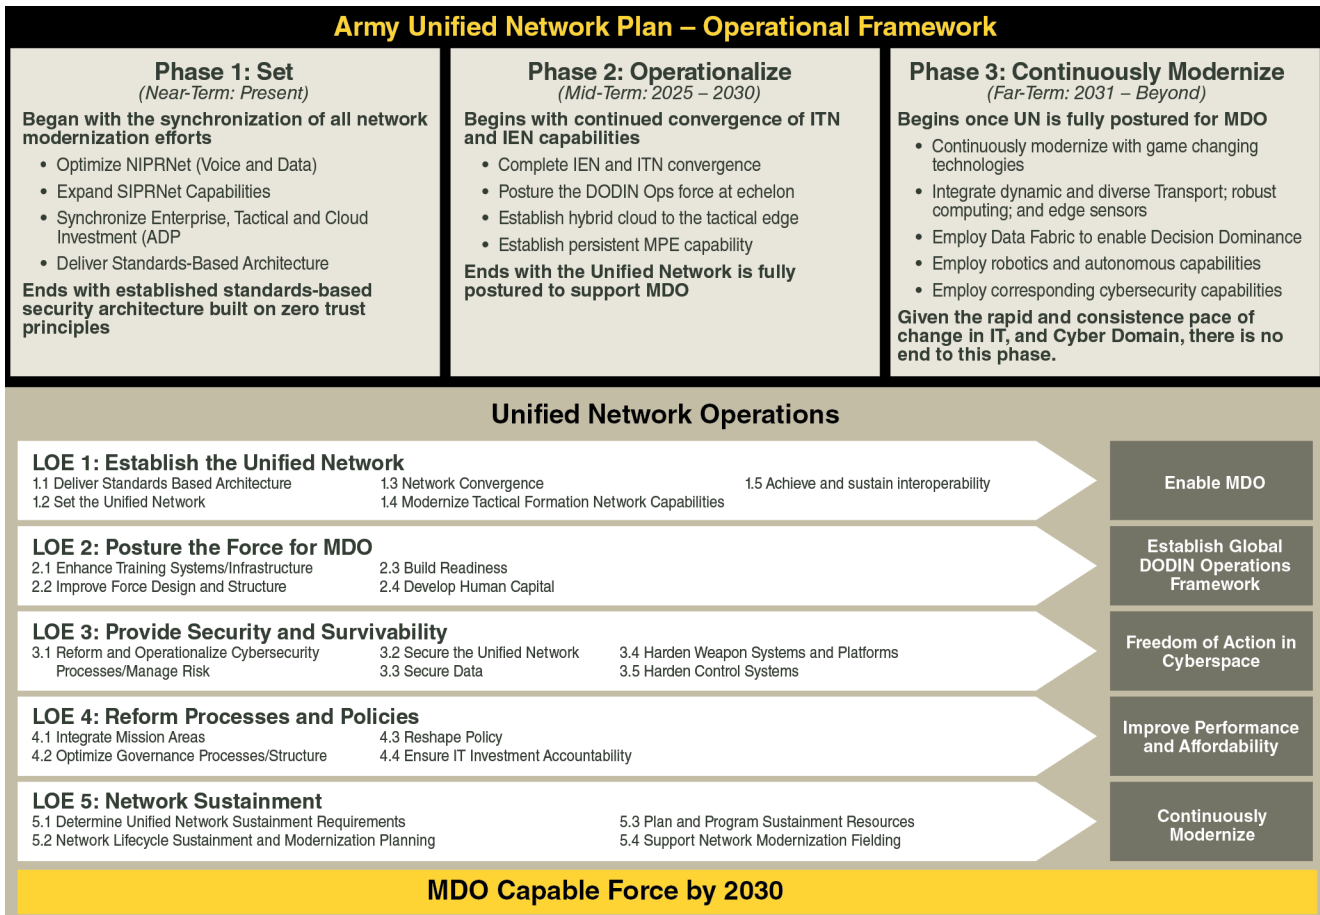 Army Unified Network Plan – Operational Framework
Phase 1: Set
(Near-Term: Present)
Began with the synchronization of all network
modernization efforts
• Optimize NIPRNet (Voice and Data)
• Expand SIPRNet Capabilities
• Synchronize Enterprise, Tactical and Cloud
Investment (ADP
• Deliver Standards-Based Architecture
Ends with established standards-based
security architecture built on zero trust
principles
Phase 2: Operationalize
(Mid-Term: 2025 – 2030)
Begins with continued convergence of ITN
and IEN capabilities
• Complete IEN and ITN convergence
• Posture the DODIN Ops force at echelon
• Establish hybrid cloud to the tactical edge
• Establish persistent MPE capability
Ends with the Unified Network is fully
postured to support MDO
Phase 3: Continuously Modernize
(Far-Term: 2031 – Beyond)
Begins once UN is fully postured for MDO
• Continuously modernize with game changing
technologies
• Integrate dynamic and diverse Transport; robust
computing; and edge sensors
• Employ Data Fabric to enable Decision Dominance
• Employ robotics and autonomous capabilities
• Employ corresponding cybersecurity capabilities
Given the rapid and consistence pace of
change in IT, and Cyber Domain, there is no
end to this phase.
Unified Network Operations
LOE 1: Establish the Unified Network
1.1 Deliver Standards Based Architecture
1.2 Set the Unified Network
1.3 Network Convergence
1.4 Modernize Tactical Formation Network Capabilities
1.5 Achieve and sustain interoperability
Enable MDO
LOE 2: Posture the Force for MDO
2.1 Enhance Training Systems/Infrastructure
2.2 Improve Force Design and Structure
2.3 Build Readiness
2.4 Develop Human Capital
Establish Global
DODIN Operations
Framework
LOE 3: Provide Security and Survivability
3.1 Reform and Operationalize Cybersecurity
Processes/Manage Risk
3.2 Secure the Unified Network
3.3 Secure Data
3.4 Harden Weapon Systems and Platforms
3.5 Harden Control Systems
Freedom of Action in
Cyberspace
LOE 4: Reform Processes and Policies
4.1 Integrate Mission Areas
4.2 Optimize Governance Processes/Structure
4.3 Reshape Policy
4.4 Ensure IT Investment Accountability
Improve Performance
and Affordability
LOE 5: Network Sustainment
5.1 Determine Unified Network Sustainment Requirements
5.2 Network Lifecycle Sustainment and Modernization Planning
5.3 Plan and Program Sustainment Resources
5.4 Support Network Modernization Fielding
Continuously
Modernize
MDO Capable Force by 2030